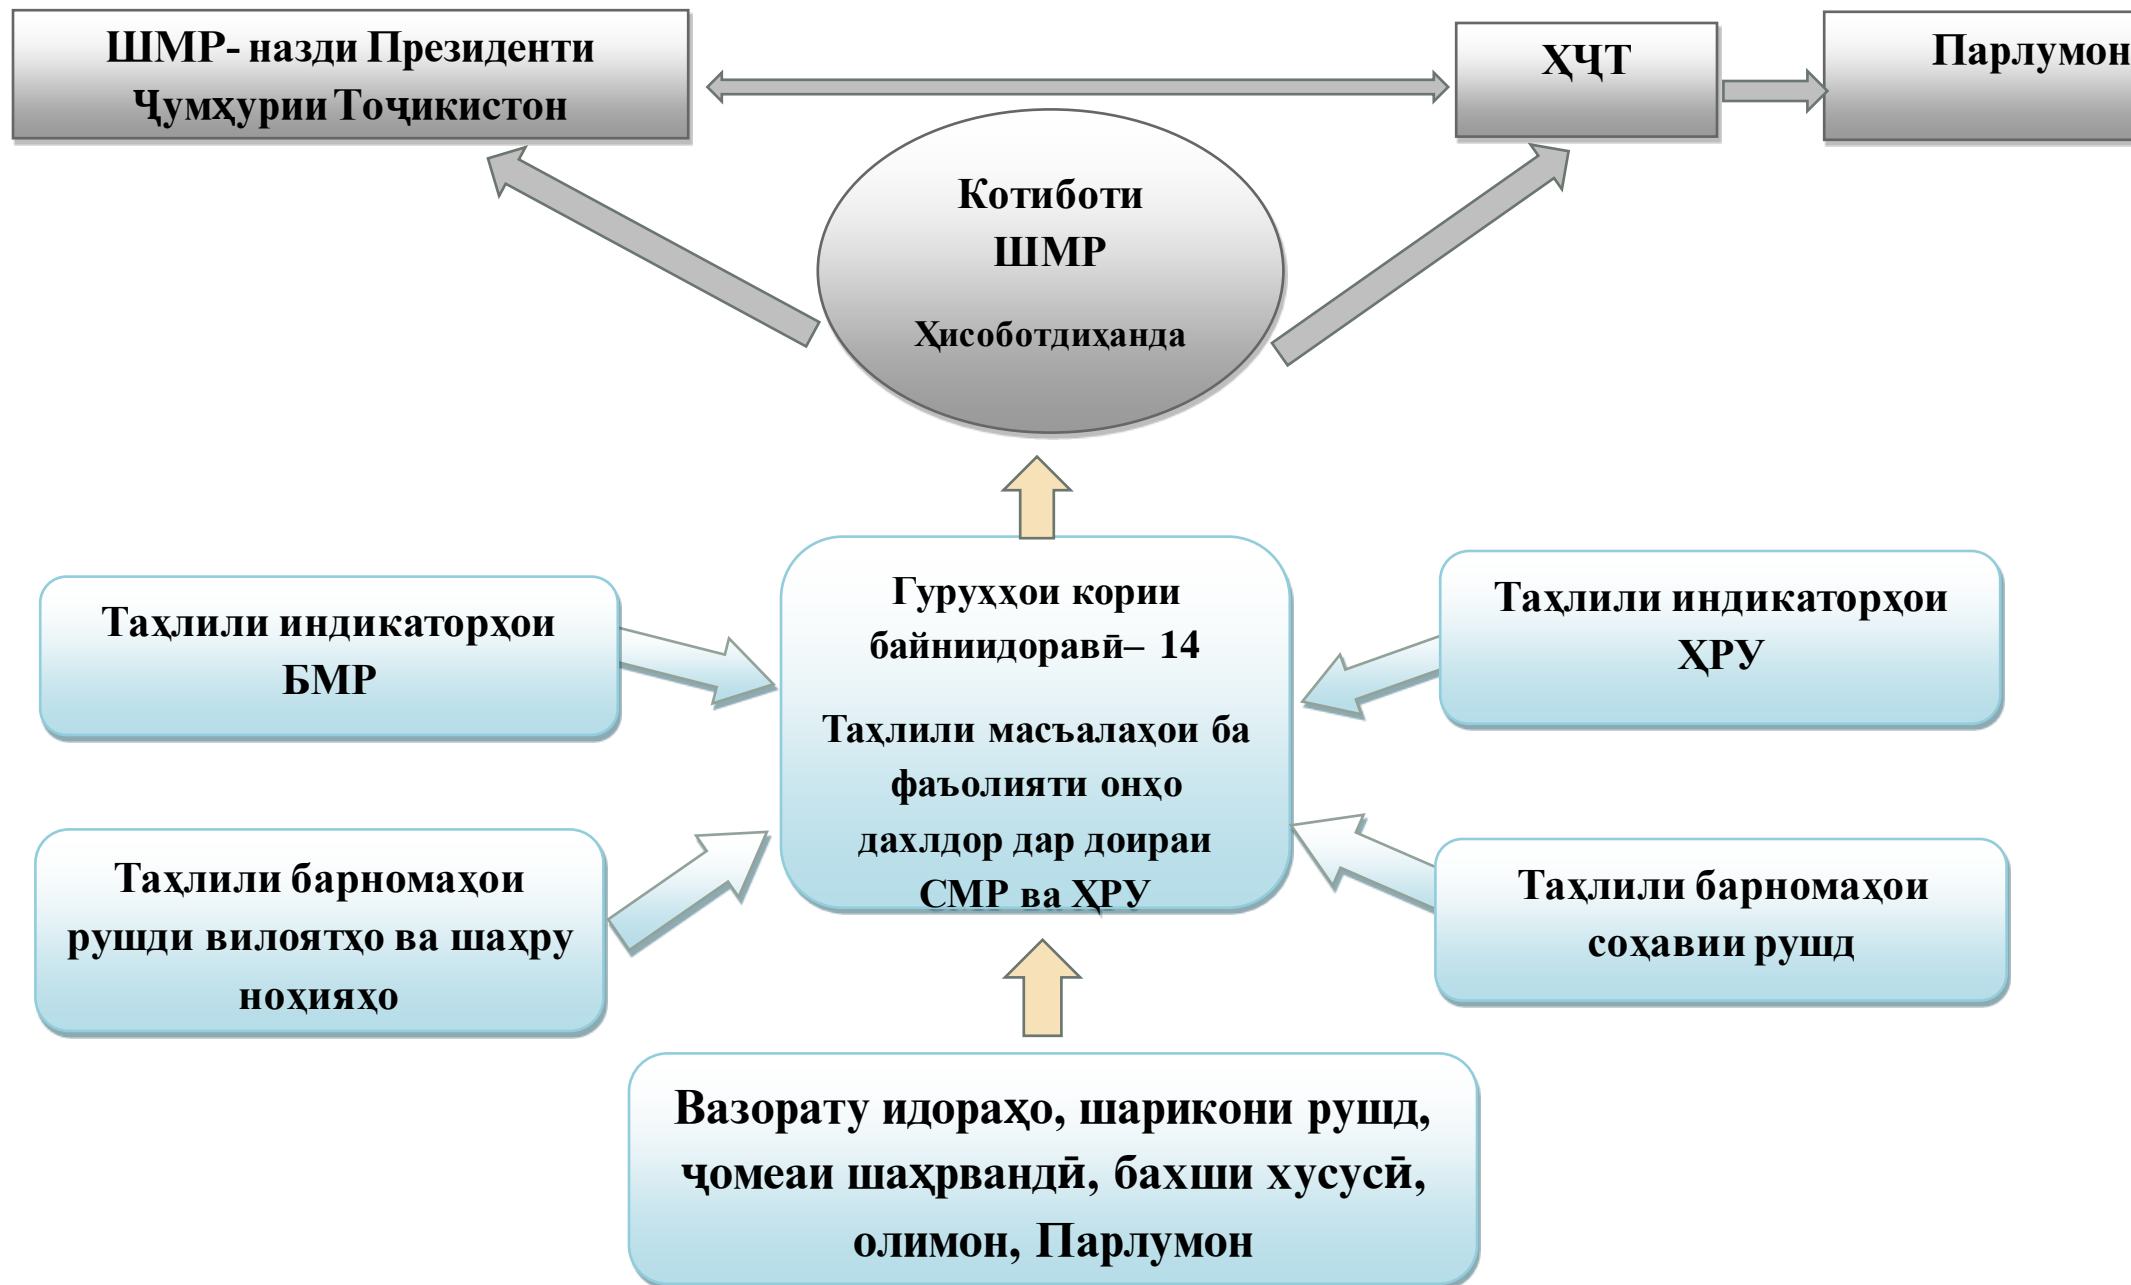 ШМР- назди Президенти
Ҷумҳурии Тоҷикистон
ҲҶТ
Парлумон
Котиботи
ШМР
Ҳисоботдиҳанда
Гуруҳҳои кории
байниидоравӣ– 14
Таҳлили масъалаҳои ба
фаъолияти онҳо
дахлдор дар доираи
СМР ва ҲРУ
Таҳлили индикаторҳои
БМР
Таҳлили индикаторҳои
ҲРУ
Таҳлили барномаҳои
рушди вилоятҳо ва шаҳру
ноҳияҳо
Таҳлили барномаҳои
соҳавии рушд
Вазорату идораҳо, шарикони рушд,
ҷомеаи шаҳрвандӣ, бахши хусусӣ,
олимон, Парлумон